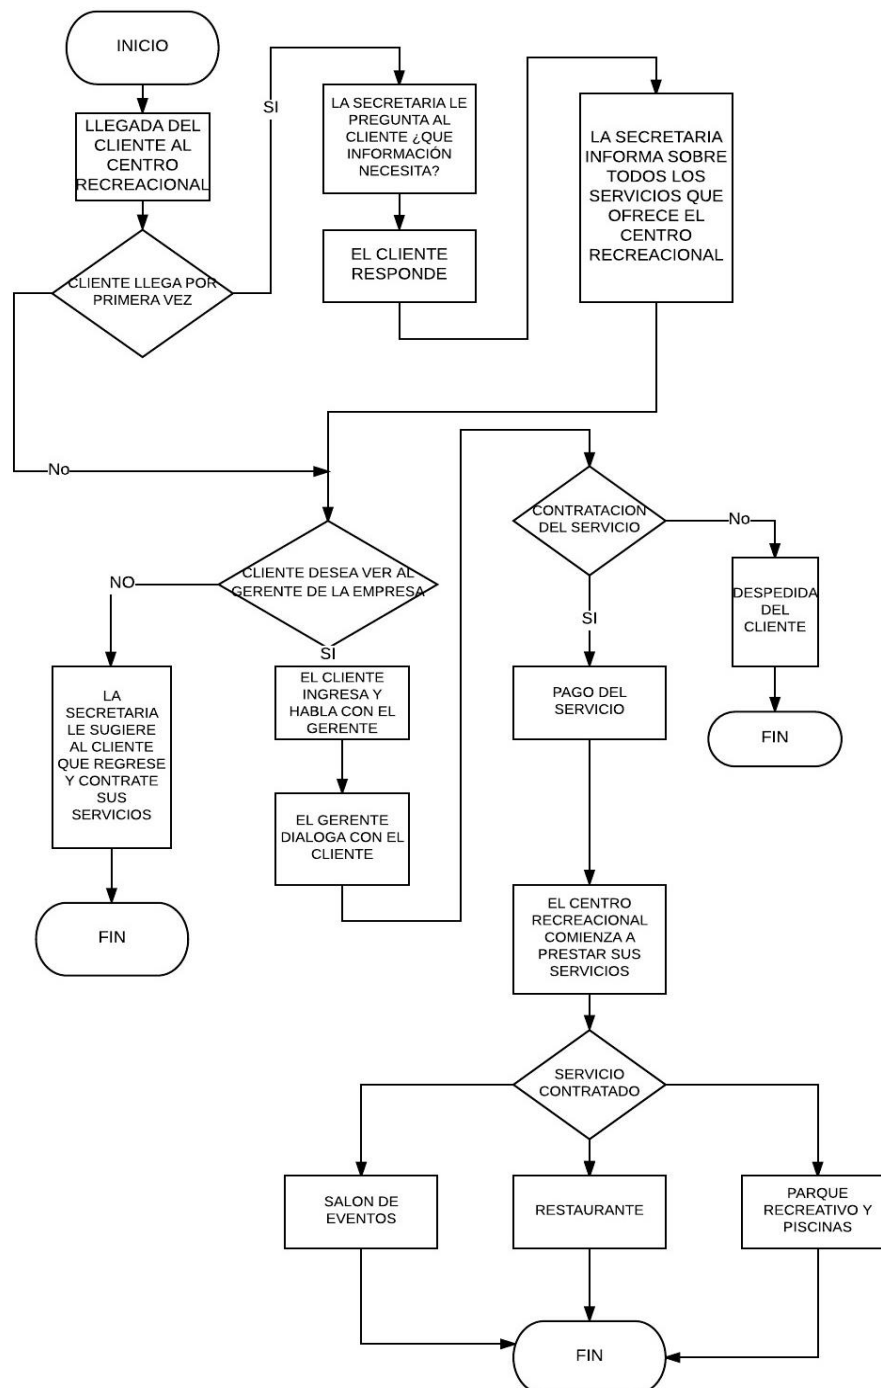 INICIO
LLEGADA DEL
CLIENTE AL
CENTRO
RECREACIONAL
CLIENTE LLEGA POR
PRIMERA VEZ
SI
LA SECRETARIA LE
PREGUNTA AL
CLIENTE ¿QUE
INFORMACIÓN
NECESITA?
EL CLIENTE
RESPONDE
LA SECRETARIA
INFORMA SOBRE
TODOS LOS
SERVICIOS QUE
OFRECE EL
CENTRO
RECREACIONAL
No
CLIENTE DESEA VER AL
GERENTE DE LA EMPRESA
NO
LA
SECRETARIA
LE SUGIERE
AL CLIENTE
QUE REGRESE
Y CONTRATE
SUS
SERVICIOS
FIN
SI
EL CLIENTE
INGRESA Y
HABLA CON EL
GERENTE
EL GERENTE
DIALOGA CON EL
CLIENTE
CONTRATACION
DEL SERVICIO
No
DESPEDIDA
DEL
CLIENTE
FIN
SI
PAGO DEL
SERVICIO
EL CENTRO
RECREACIONAL
COMIENZA A
PRESTAR SUS
SERVICIOS
SERVICIO
CONTRATADO
SALON DE
EVENTOS
RESTAURANTE
PARQUE
RECREATIVO Y
PISCINAS
FIN